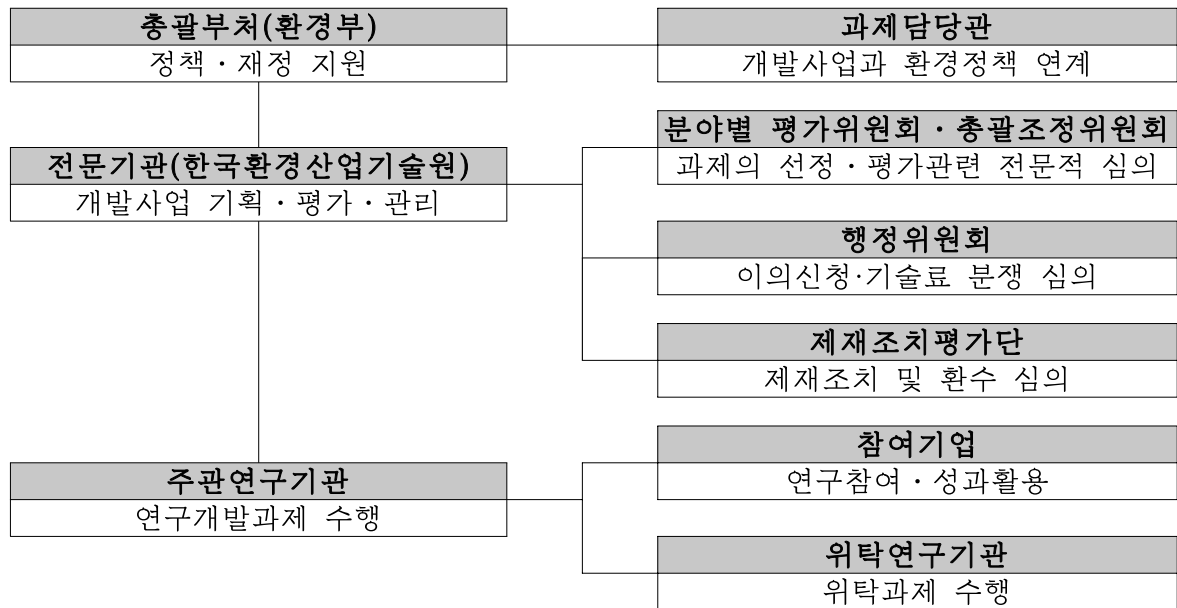 총괄부처(환경부)
정책·재정 지원
과제담당관
개발사업과 환경정책 연계
분야별 평가위원회·총괄조정위원회
과제의 선정·평가관련 전문적 심의
전문기관(한국환경산업기술원)
개발사업 기획·평가·관리
행정위원회
이의신청·기술료 분쟁 심의
제재조치평가단
제재조치 및 환수 심의
참여기업
연구참여·성과활용
주관연구기관
연구개발과제 수행
위탁연구기관
위탁과제 수행